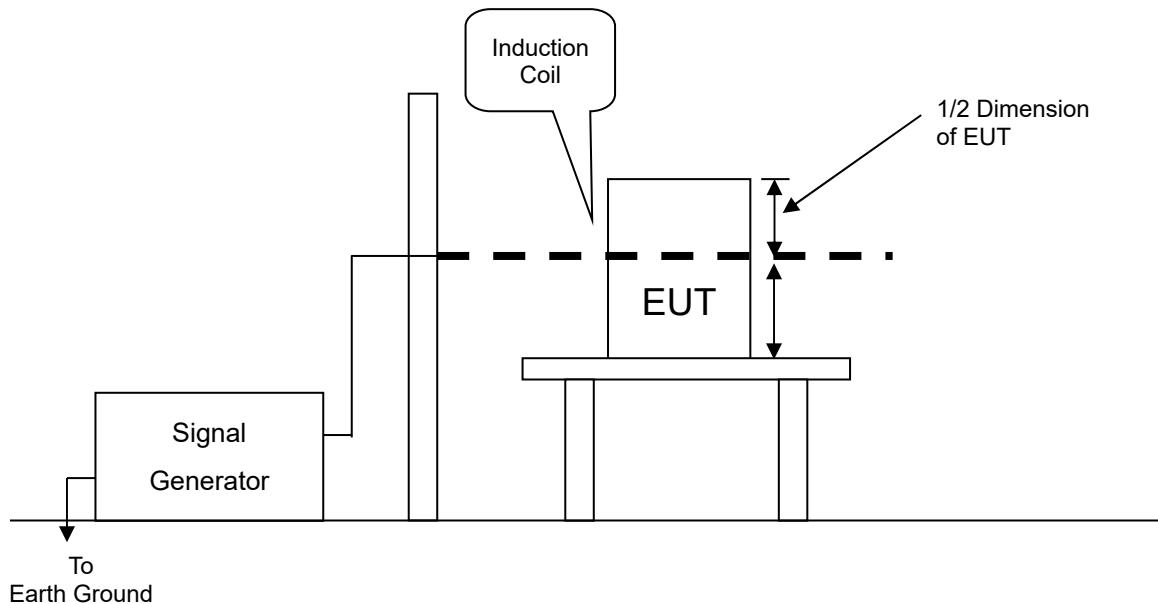 Induction
Coil
1/2 Dimension
of EUT
EUT
Signal
Generator
To
Earth Ground